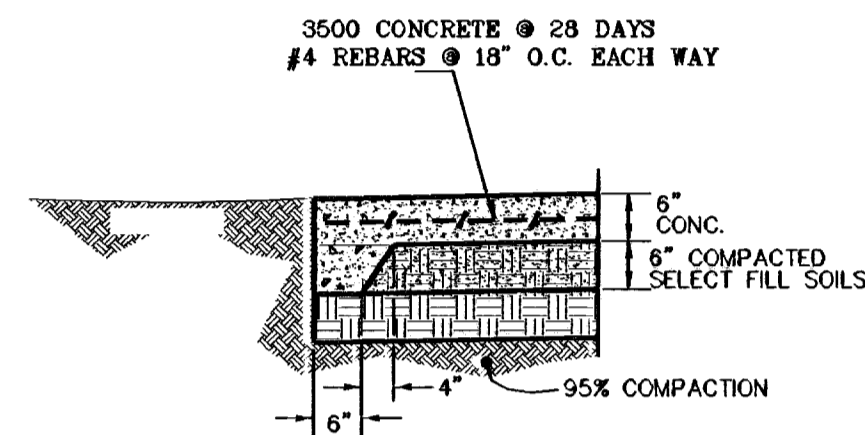 3500 CONCRETE @ 28 DAYS
#4 REBARS @ 18" O.C. EACH WAY
6"
CONC.
6" COMPACTED
SELECT FILL SOILS
4"
95% COMPACTION
6"